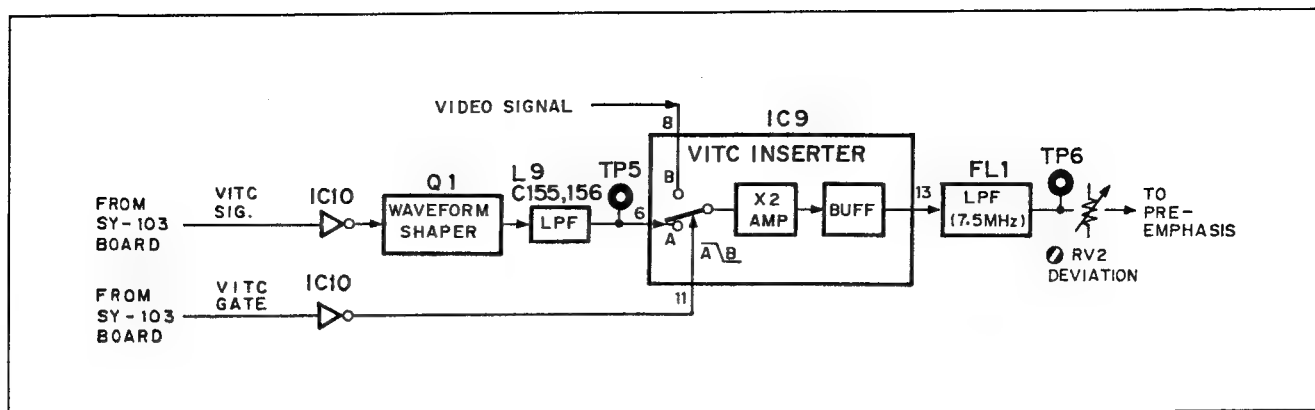 VIDEO SIGNAL
8
IC9
VITC INSERTER
B
X2
AMP
BUFF
13
FL1
LPF
(7.5MHz)
TP6
TO
PRE-
EMPHASIS
RV2
DEVIATION
FROM
SY-103
BOARD
VITC
SIG.
IC10
Q1
WAVEFORM
SHAPER
L9
C155,156
LPF
TP5
6
A
A B
11
FROM
SY-103
BOARD
VITC
GATE
IC10